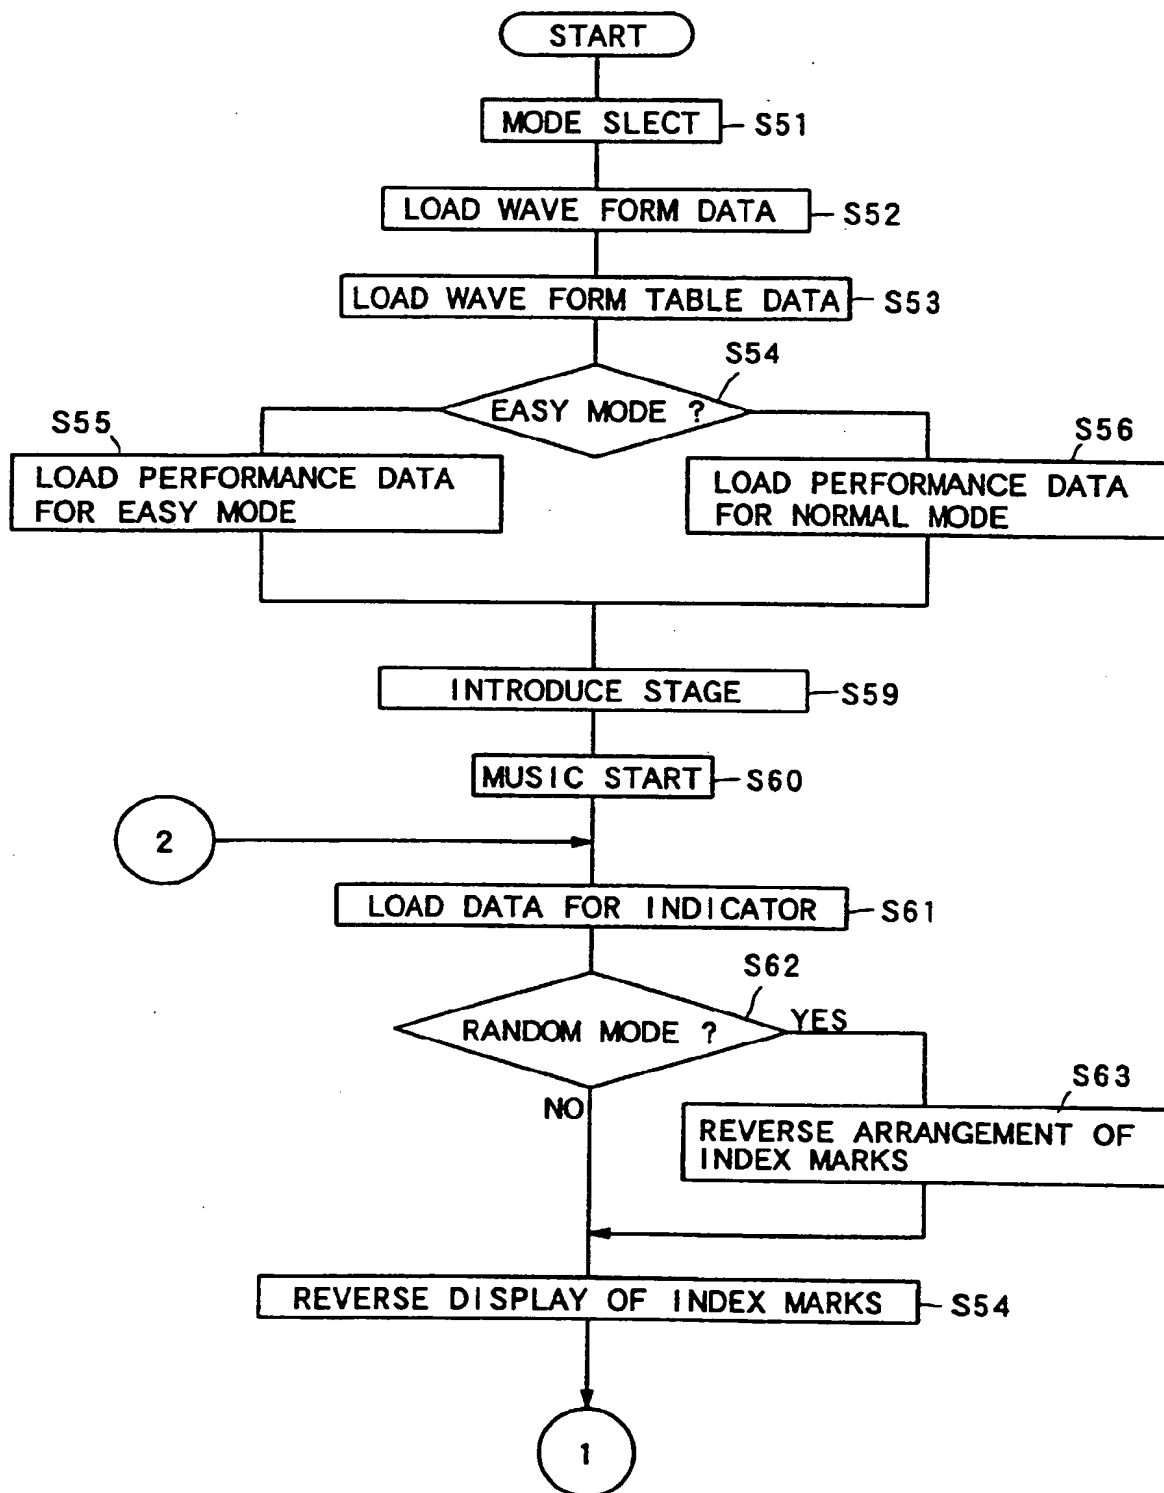 START
MODE SLECT S51
LOAD WAVE FORM DATA S52
LOAD WAVE FORM TABLE DATA S53
S54
EASY MODE ?
S55
LOAD PERFORMANCE DATA
FOR EASY MODE
S56
LOAD PERFORMANCE DATA
FOR NORMAL MODE
INTRODUCE STAGE S59
MUSIC START S60
2
LOAD DATA FOR INDICATOR S61
S62
RANDOM MODE ? YES
NO
S63
REVERSE ARRANGEMENT OF
INDEX MARKS
REVERSE DISPLAY OF INDEX MARKS S54
1